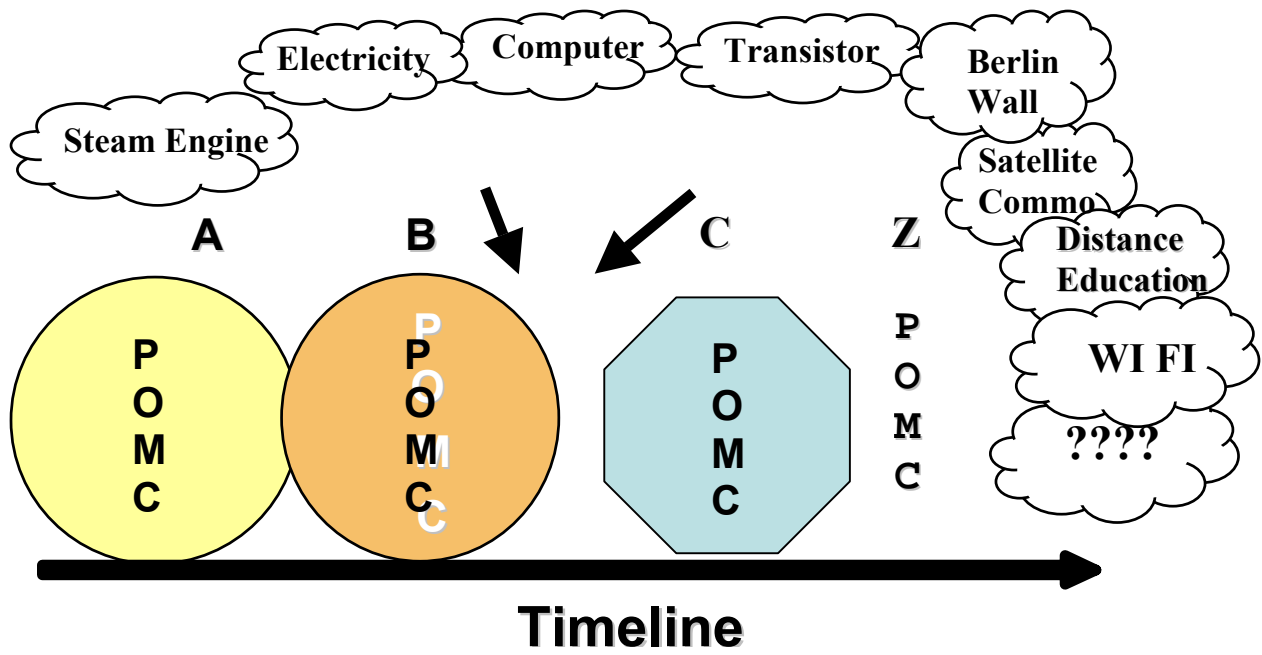 Steam Engine
Electricity
Computer
Transistor
Berlin
Wall
Satellite
Commo
Distance
Education
WI FI
????
A
B
C
Z
P
O
M
C
P
O
M
C
P
O
M
C
P
O
M
C
P
O
M
C
Timeline